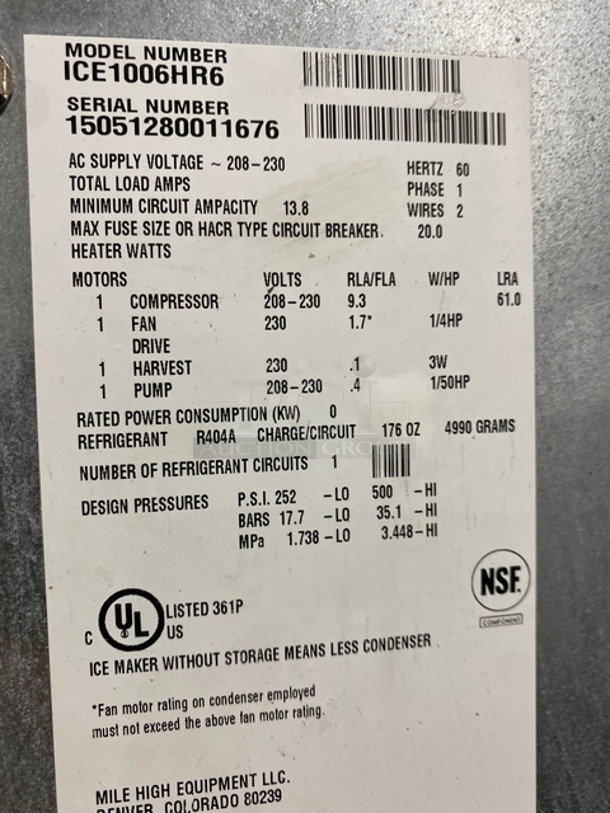 MODEL NUMBER
ICE1006HR6
SERIAL NUMBER
15051280011676
AC SUPPLY VOLTAGE ~ 208-230 HERTZ 60
TOTAL LOAD AMPS PHASE 1
MINIMUM CIRCUIT AMPACITY 13.8 WIRES 2
MAX FUSE SIZE OR HACR TYPE CIRCUIT BREAKER. 20.0
HEATER WATTS
MOTORS VOLTS RLA/FLA W/HP LRA
1 COMPRESSOR 208-230 9.3 61.0
1 FAN 230 1.7* 1/4HP
DRIVE
1 HARVEST 230 .1 3W
1 PUMP 208-230 .4 1/50HP
RATED POWER CONSUMPTION (KW) 0
REFRIGERANT R404A CHARGE/CIRCUIT 176 OZ 4990 GRAMS
AUCTION GROUP
NUMBER OF REFRIGERANT CIRCUITS 1
DESIGN PRESSURES P.S.I. 252 -LO 500 -HI
BARS 17.7 -LO 35.1 -HI
MPa 1.738 -LO 3.448-HI
NSF.
COMPONENT
C UL US LISTED 361P
ICE MAKER WITHOUT STORAGE MEANS LESS CONDENSER
*Fan motor rating on condenser employed
must not exceed the above fan motor rating.
MILE HIGH EQUIPMENT LLC.
DENVER, COLORADO 80239